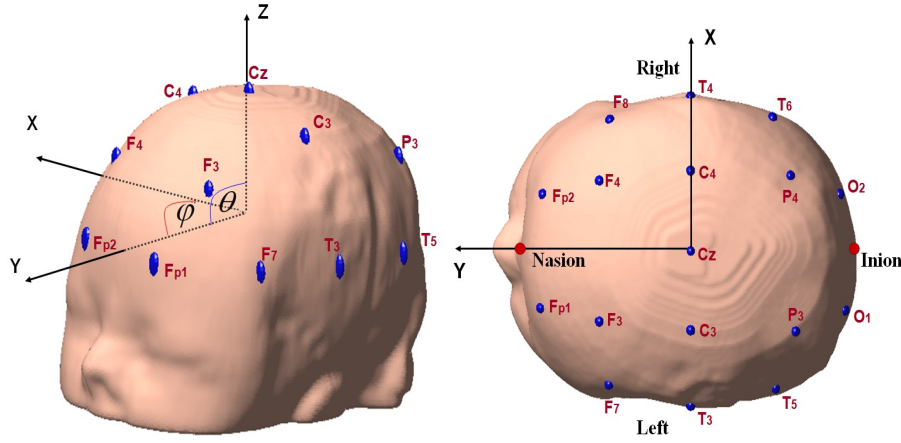 Z
Cz
C4
C3
X
F4
P3
F3
φ
θ
Fp2
Y
Fp1
F7
T3
T5
X
Right
T4
F8
T6
C4
F4
P4
Fp2
O2
Y
Nasion
Cz
Inion
Fp1
F3
C3
P3
O1
F7
T3
T5
Left